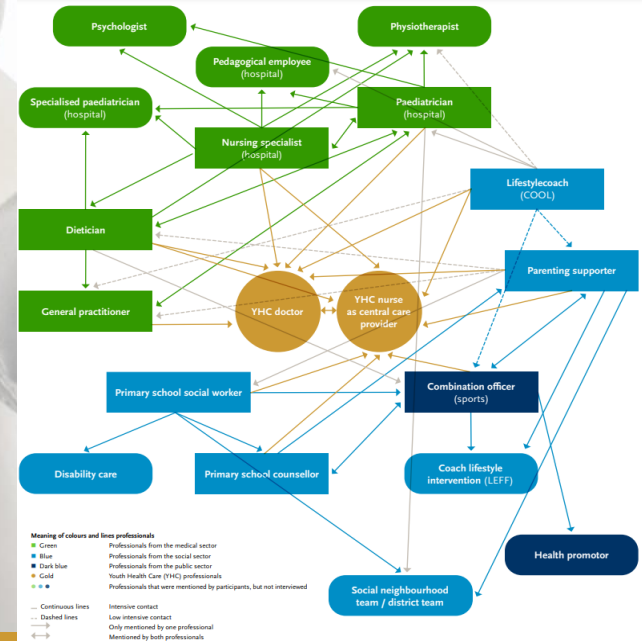 Psychologist
Physiotherapist
Pedagogical employee
(hospital)
Specialised paediatrician
(hospital)
Paediatrician
(hospital)
Nursing specialist
(hospital)
Lifestylecoach
(COOL)
Dietician
Parenting supporter
General practitioner
YHC doctor
YHC nurse
as central care
provider
Primary school social worker
Combination officer
(sports)
Disability care
Primary school counsellor
Coach lifestyle
intervention (LEFF)
Health promotor
Social neighbourhood
team / district team
Meaning of colours and lines professionals
Green Professionals from the medical sector
Blue Professionals from the social sector
Dark blue Professionals from the public sector
Gold Youth Health Care (YHC) professionals
Professionals that were mentioned by participants, but not interviewed
Continuous lines Intensive contact
Dashed lines Low intensive contact
Only mentioned by one professional
Mentioned by both professionals